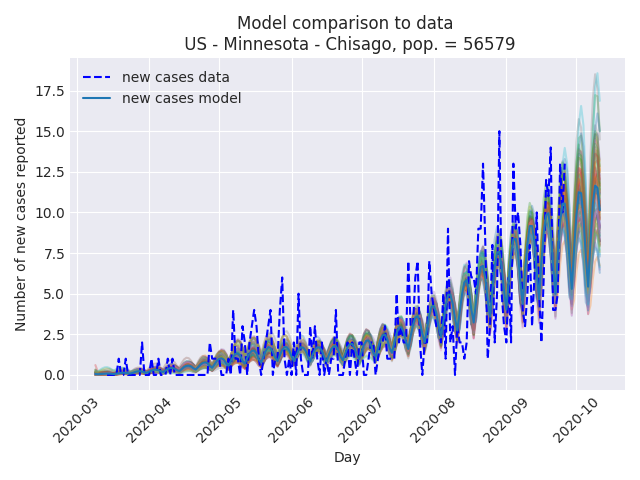 Model comparison to data
US - Minnesota - Chisago, pop. = 56579
new cases data
new cases model
Number of new cases reported
17.5
15.0
12.5
10.0
7.5
5.0
2.5
0.0
2020-03
2020-04
2020-05
2020-06
2020-07
2020-08
2020-09
2020-10
Day